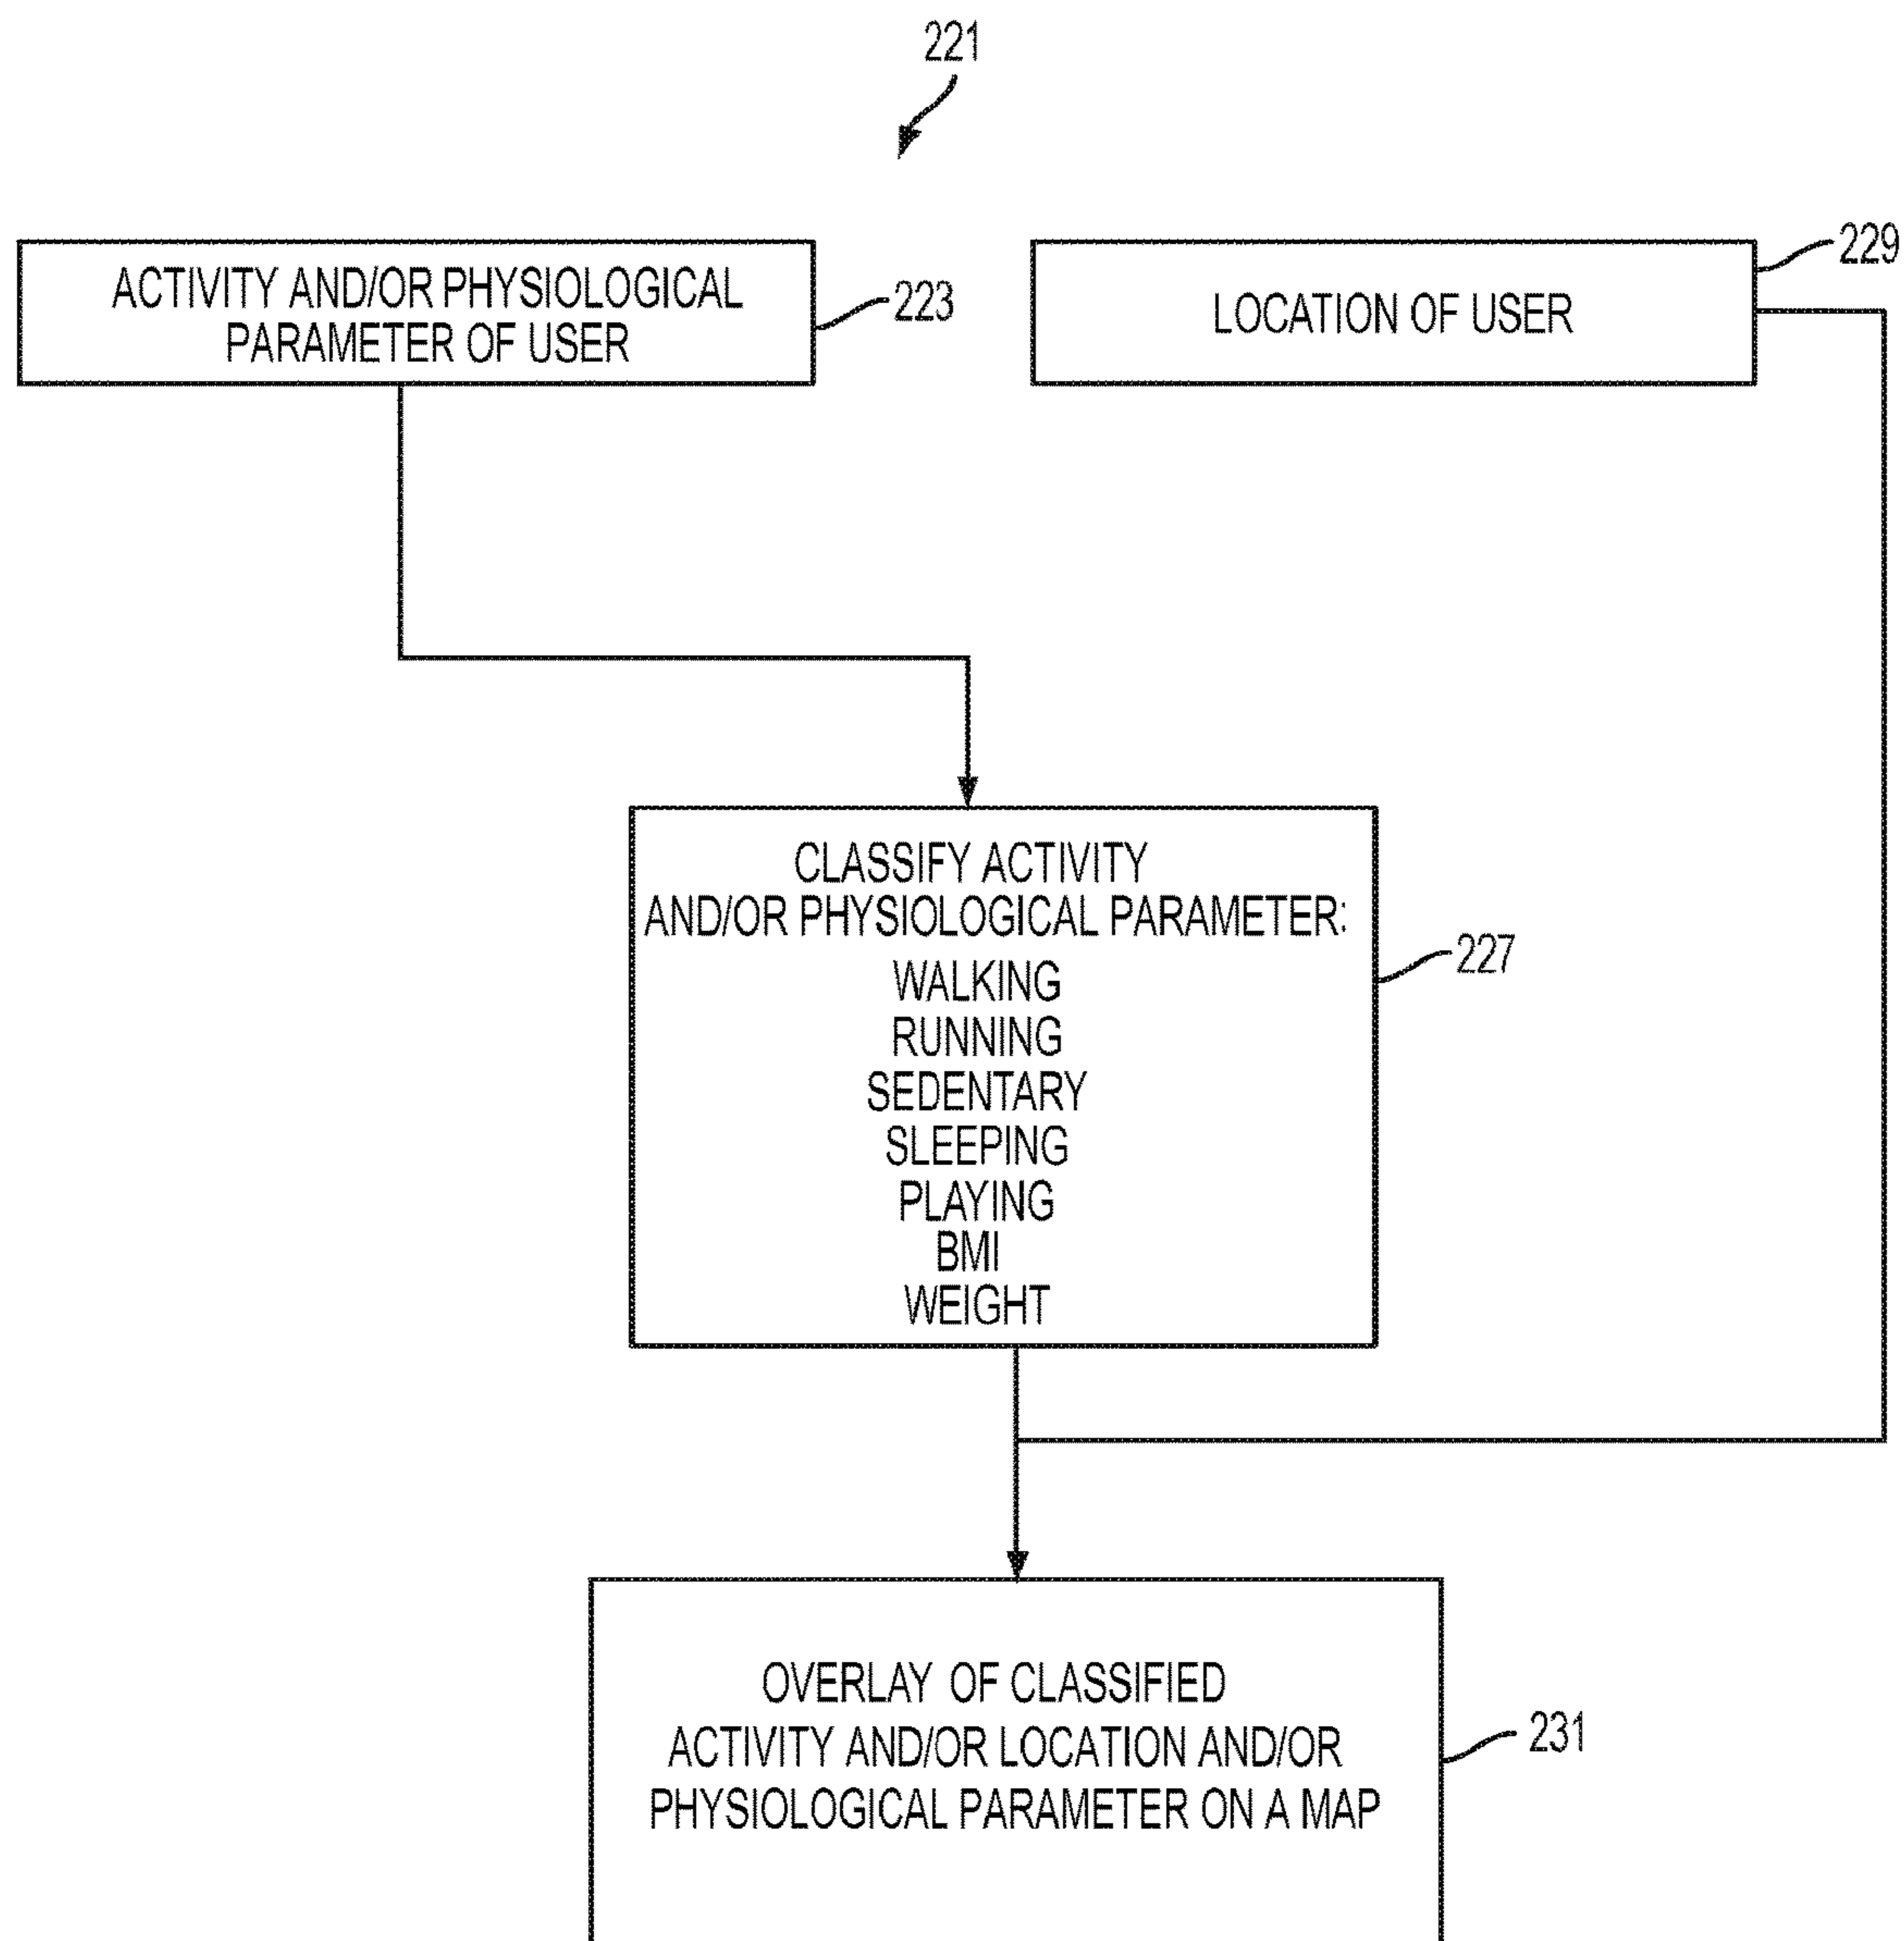 221
ACTIVITY AND/OR PHYSIOLOGICAL
PARAMETER OF USER
223
LOCATION OF USER
229
CLASSIFY ACTIVITY
AND/OR PHYSIOLOGICAL PARAMETER:
WALKING
RUNNING
SEDENTARY
SLEEPING
PLAYING
BMI
WEIGHT
227
OVERLAY OF CLASSIFIED
ACTIVITY AND/OR LOCATION AND/OR
PHYSIOLOGICAL PARAMETER ON A MAP
231